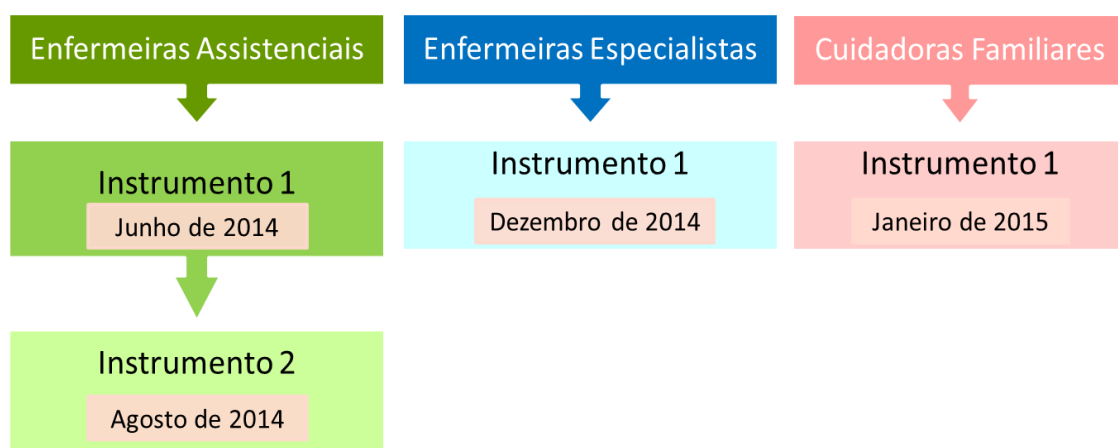 Enfermeiras Assistenciais
Instrumento 1
Junho de 2014
Instrumento 2
Agosto de 2014
Enfermeiras Especialistas
Instrumento 1
Dezembro de 2014
Cuidadoras Familiares
Instrumento 1
Janeiro de 2015